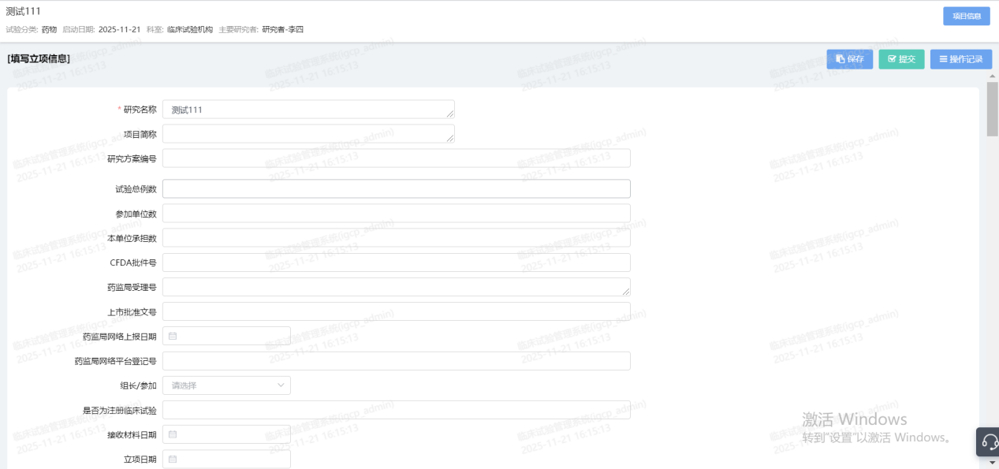 测试111
项目信息
试验分类: 药物 启动日期: 2025-11-21 科室: 临床试验机构 主要研究者: 研究者-李四
[填写立项信息]
保存 提交 操作记录
* 研究名称 测试111
项目简称
研究方案编号
试验总例数
参加单位数
本单位承担数
CFDA批件号
药监局受理号
上市批准文号
药监局网络上报日期
药监局网络平台登记号
组长/参加 请选择
是否为注册临床试验
接收材料日期
立项日期
激活 Windows
转到“设置”以激活 Windows。
临床试验管理系统(igcp_admin)
2025-11-21 16:15:13